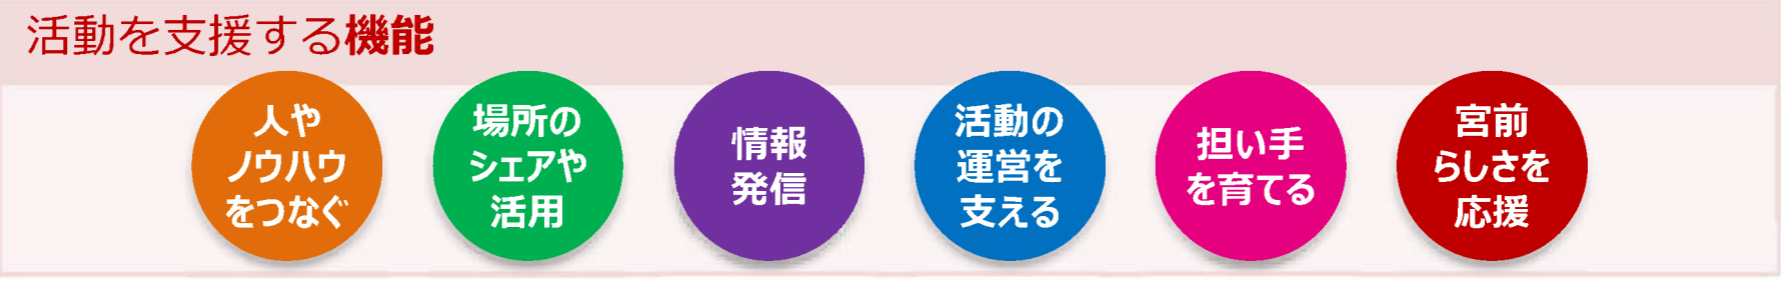 活動を支援する機能
人や
ノウハウ
をつなぐ
場所の
シェアや
活用
情報
発信
活動の
運営を
支える
担い手
を育てる
宮前
らしさを
応援